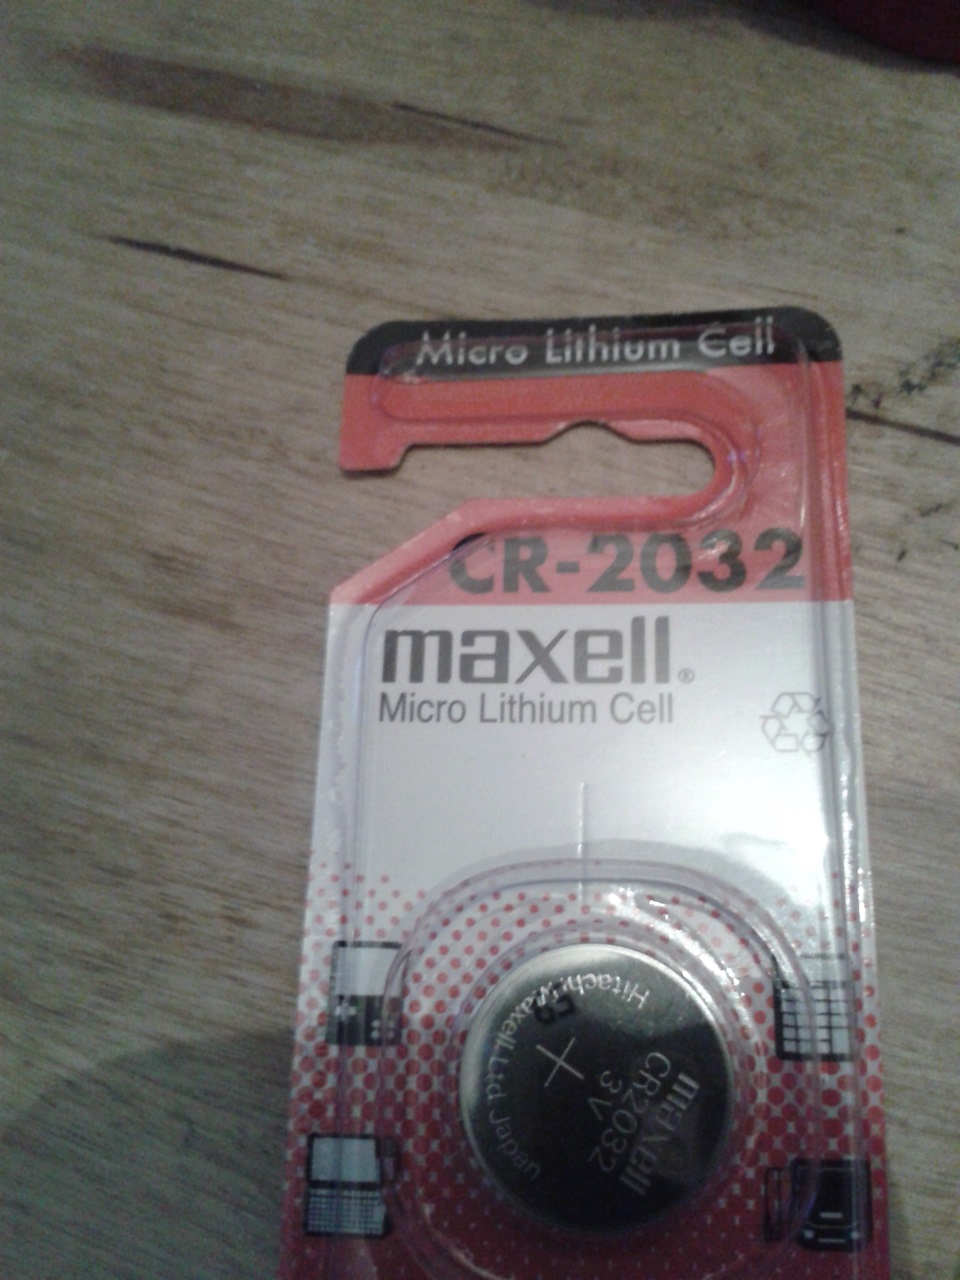 Micro Lithium Cell
CR-2032
maxell®
Micro Lithium Cell
Hitachi Maxell, Ltd. Japan
maxell
CR2032
3V
+